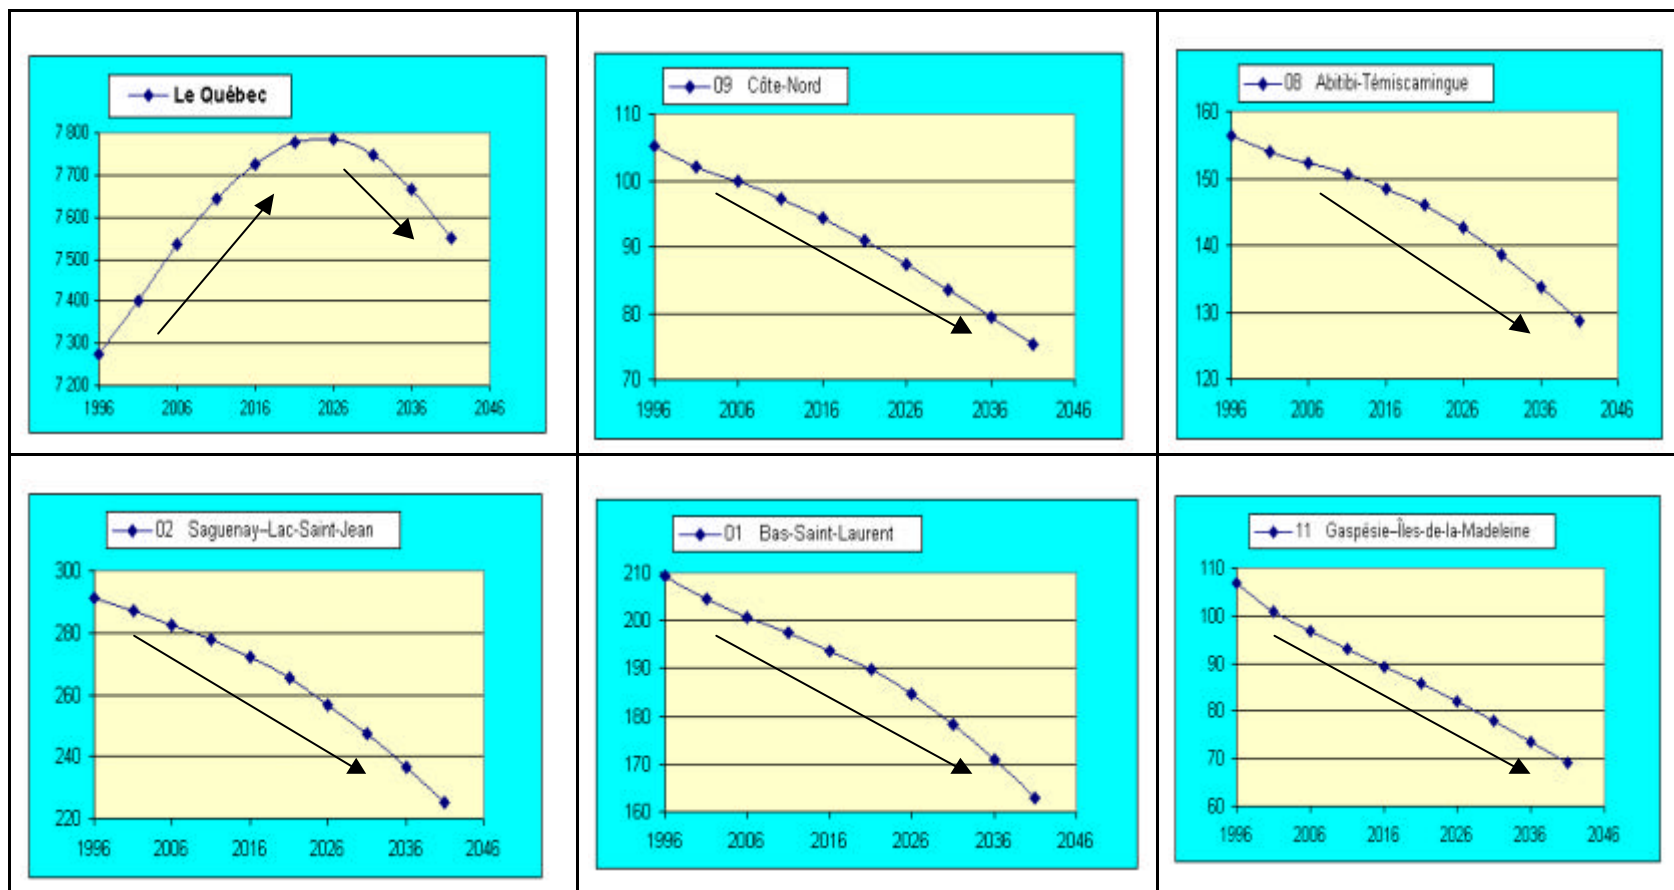 Le Québec
7 800
7 700
7 600
7 500
7 400
7 300
7 200
1996 2006 2016 2026 2036 2046
09 Côte-Nord
110
100
90
80
70
1996 2006 2016 2026 2036 2046
08 Abitibi-Témiscamingue
160
150
140
130
120
1996 2006 2016 2026 2036 2046
02 Saguenay–Lac-Saint-Jean
300
280
260
240
220
1996 2006 2016 2026 2036 2046
01 Bas-Saint-Laurent
210
200
190
180
170
160
1996 2006 2016 2026 2036 2046
11 Gaspésie–Îles-de-la-Madeleine
110
100
90
80
70
60
1996 2006 2016 2026 2036 2046